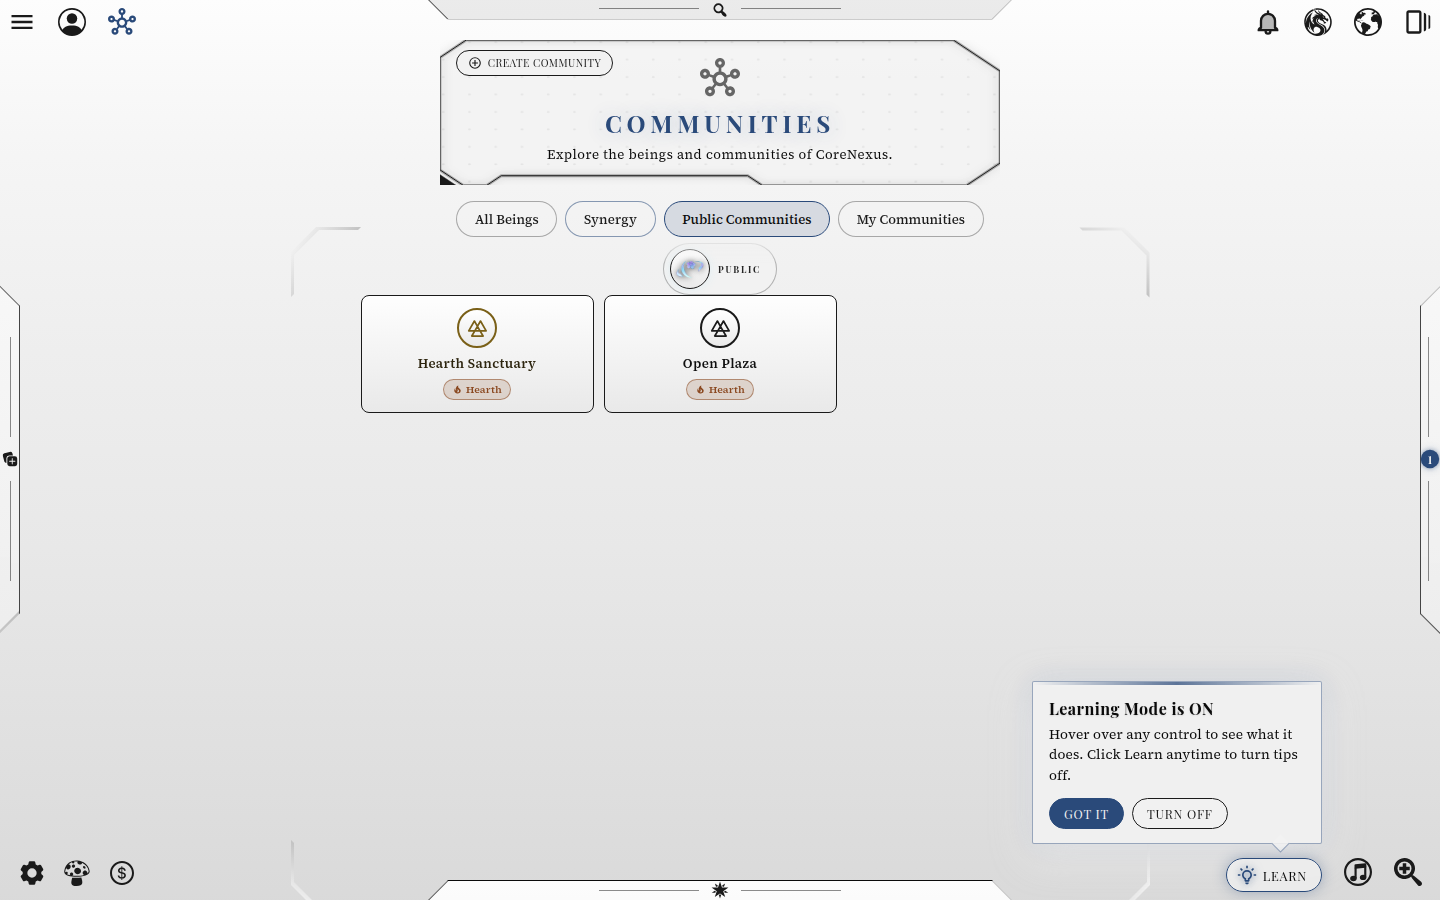 CREATE COMMUNITY
COMMUNITIES
Explore the beings and communities of CoreNexus.
All Beings
Synergy
Public Communities
My Communities
PUBLIC
Hearth Sanctuary
Hearth
Open Plaza
Hearth
1
Learning Mode is ON
Hover over any control to see what it
does. Click Learn anytime to turn tips
off.
GOT IT
TURN OFF
LEARN